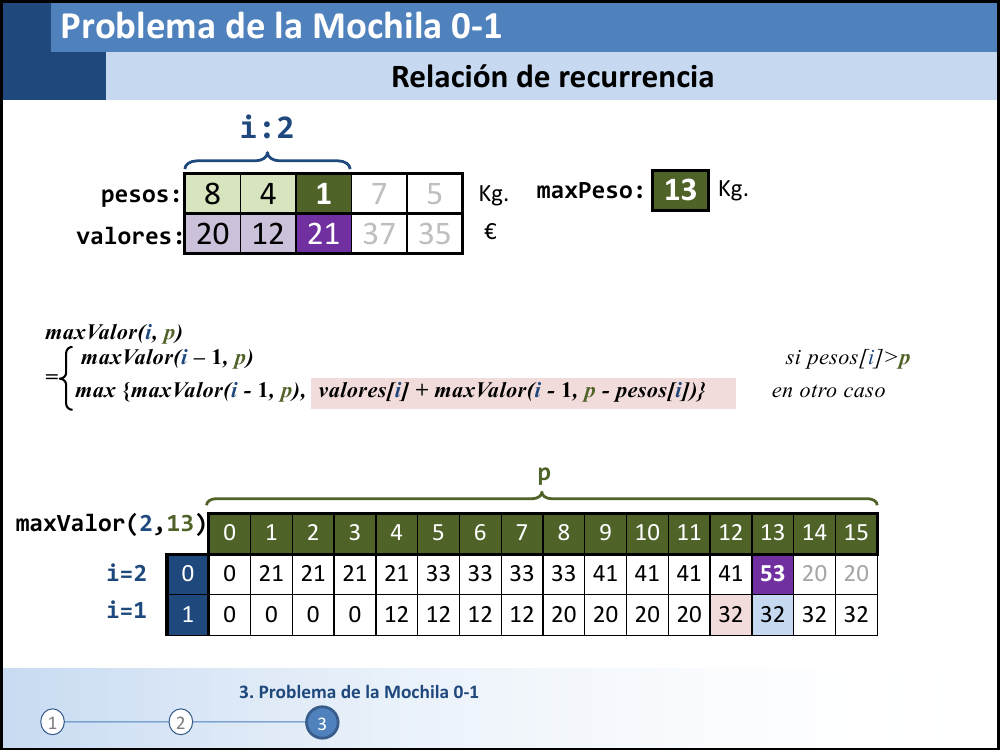 Problema de la Mochila 0-1
Relación de recurrencia
i:2
pesos: 8 4 1 7 5 Kg. maxPeso: 13 Kg.
valores: 20 12 21 37 35 €
maxValor(i, p)
maxValor(i – 1, p) si pesos[i]>p
= max {maxValor(i - 1, p), valores[i] + maxValor(i - 1, p - pesos[i])} en otro caso
p
maxValor(2,13) 0 1 2 3 4 5 6 7 8 9 10 11 12 13 14 15
i=2 0 0 21 21 21 21 33 33 33 33 41 41 41 41 53 20 20
i=1 1 0 0 0 0 12 12 12 12 20 20 20 20 32 32 32 32
3. Problema de la Mochila 0-1
1 2 3